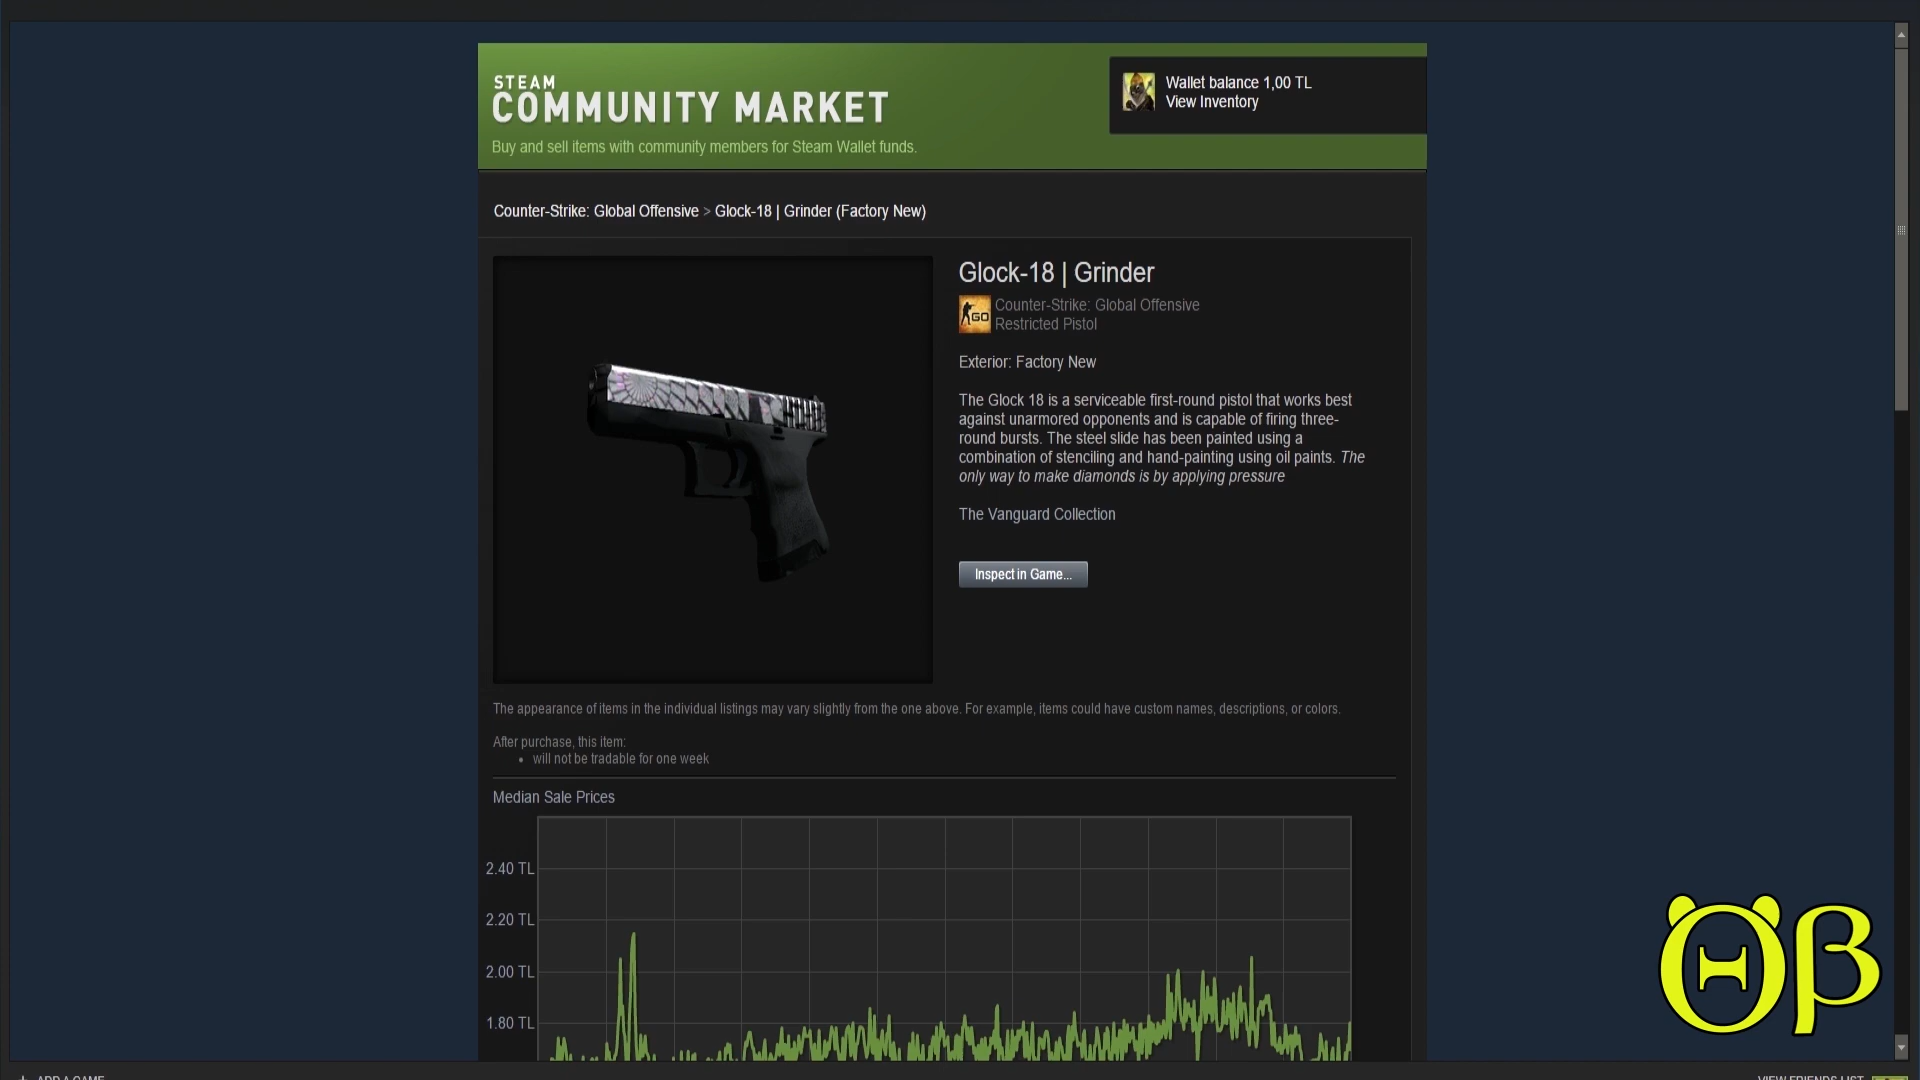 STEAM
COMMUNITY MARKET
Buy and sell items with community members for Steam Wallet funds.
Wallet balance 1,00 TL
View Inventory
Counter-Strike: Global Offensive > Glock-18 | Grinder (Factory New)
Glock-18 | Grinder
GO
Counter-Strike: Global Offensive
Restricted Pistol
Exterior: Factory New
The Glock 18 is a serviceable first-round pistol that works best
against unarmored opponents and is capable of firing three-
round bursts. The steel slide has been painted using a
combination of stenciling and hand-painting using oil paints. The
only way to make diamonds is by applying pressure
The Vanguard Collection
Inspect in Game...
The appearance of items in the individual listings may vary slightly from the one above. For example, items could have custom names, descriptions, or colors.
After purchase, this item:
• will not be tradable for one week
Median Sale Prices
2.40 TL
2.20 TL
2.00 TL
1.80 TL
Θβ
ADD A GAME
VIEW FRIENDS LIST